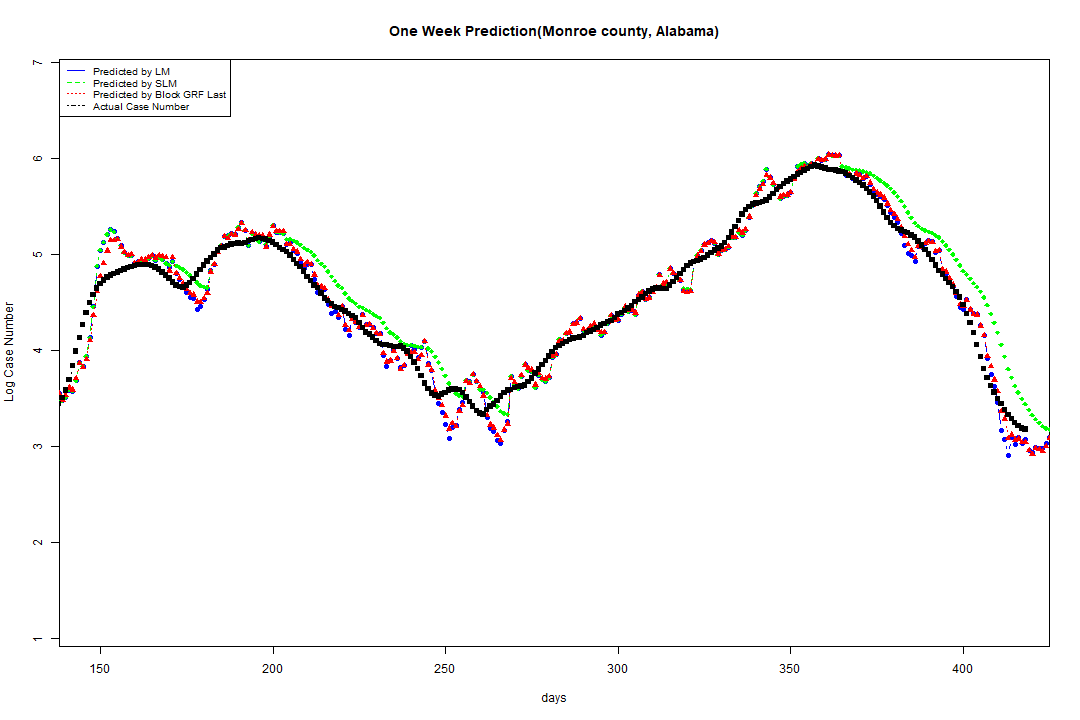 One Week Prediction(Monroe county, Alabama)
Predicted by LM
Predicted by SLM
Predicted by Block GRF Last
Actual Case Number
7
6
5
4
3
2
1
Log Case Number
150 200 250 300 350 400
days